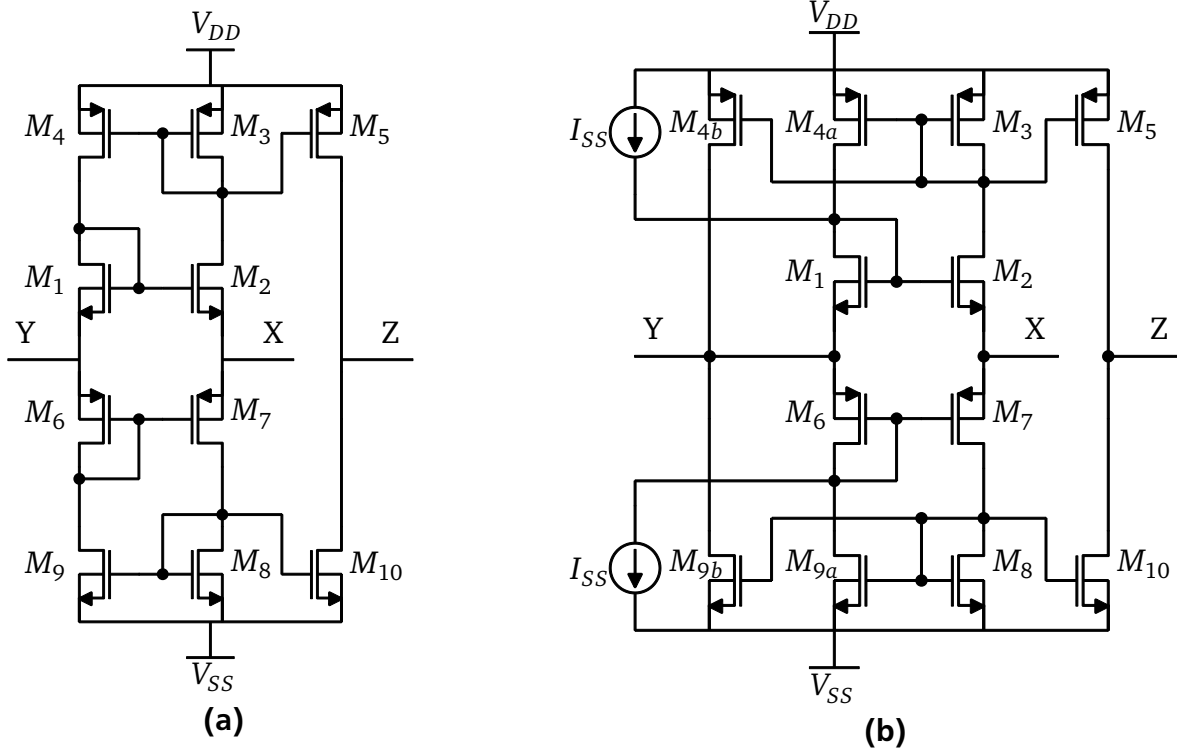 V_DD
M_4
M_3
M_5
M_1
M_2
Y
X
Z
M_6
M_7
M_9
M_8
M_10
V_SS
(a)
V_DD
I_SS
M_4b
M_4a
M_3
M_5
M_1
M_2
Y
X
Z
M_6
M_7
I_SS
M_9b
M_9a
M_8
M_10
V_SS
(b)